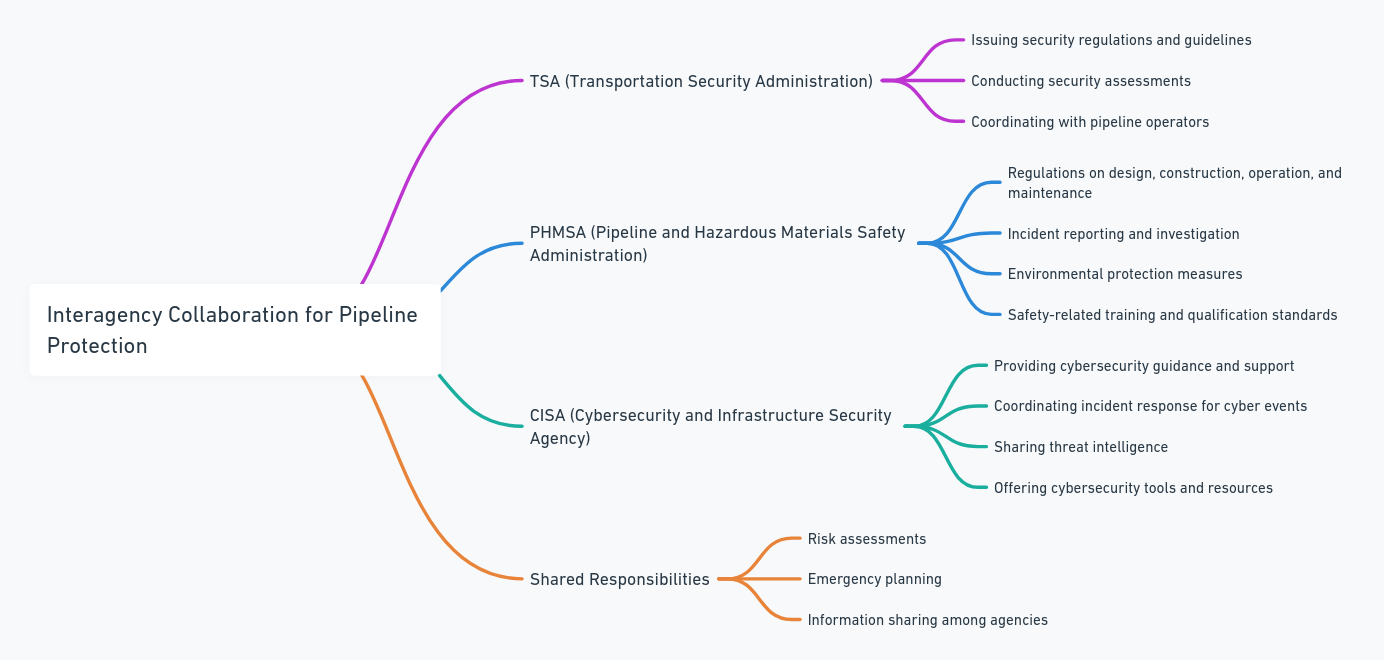 Interagency Collaboration for Pipeline
Protection
TSA (Transportation Security Administration)
Issuing security regulations and guidelines
Conducting security assessments
Coordinating with pipeline operators
PHMSA (Pipeline and Hazardous Materials Safety
Administration)
Regulations on design, construction, operation, and
maintenance
Incident reporting and investigation
Environmental protection measures
Safety-related training and qualification standards
CISA (Cybersecurity and Infrastructure Security
Agency)
Providing cybersecurity guidance and support
Coordinating incident response for cyber events
Sharing threat intelligence
Offering cybersecurity tools and resources
Shared Responsibilities
Risk assessments
Emergency planning
Information sharing among agencies